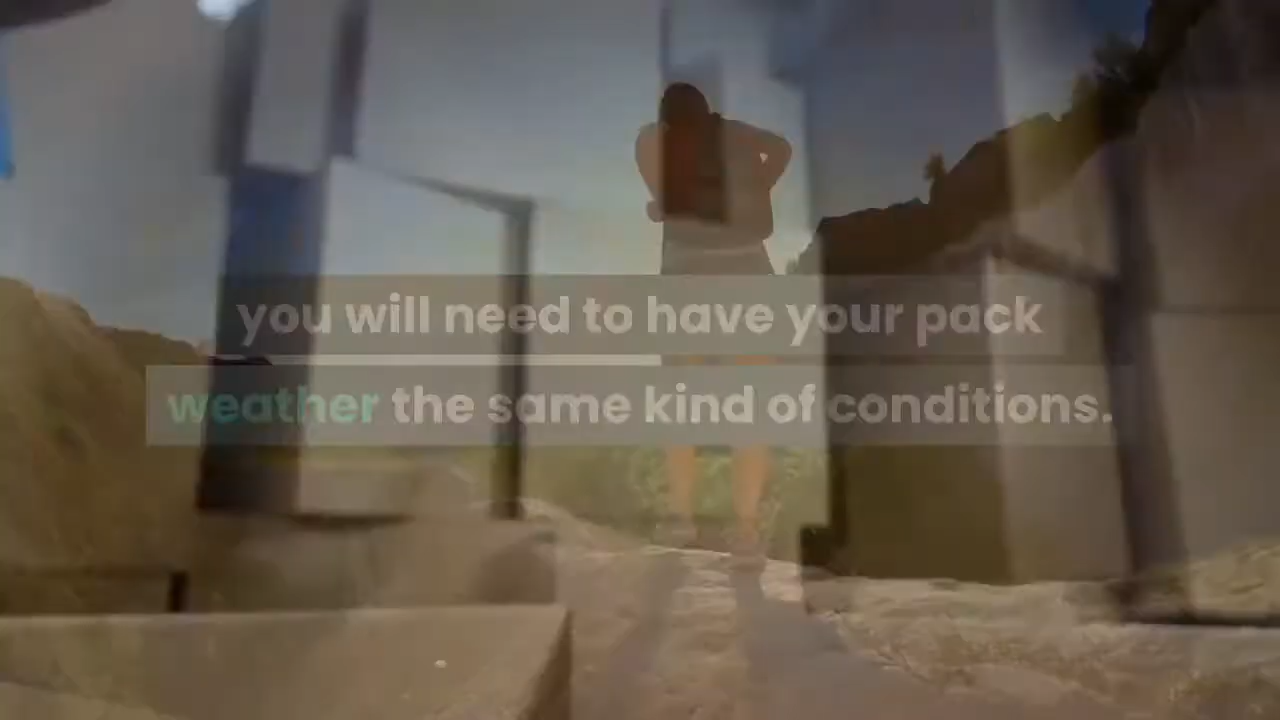 you will need to have your pack
weather the same kind of conditions.